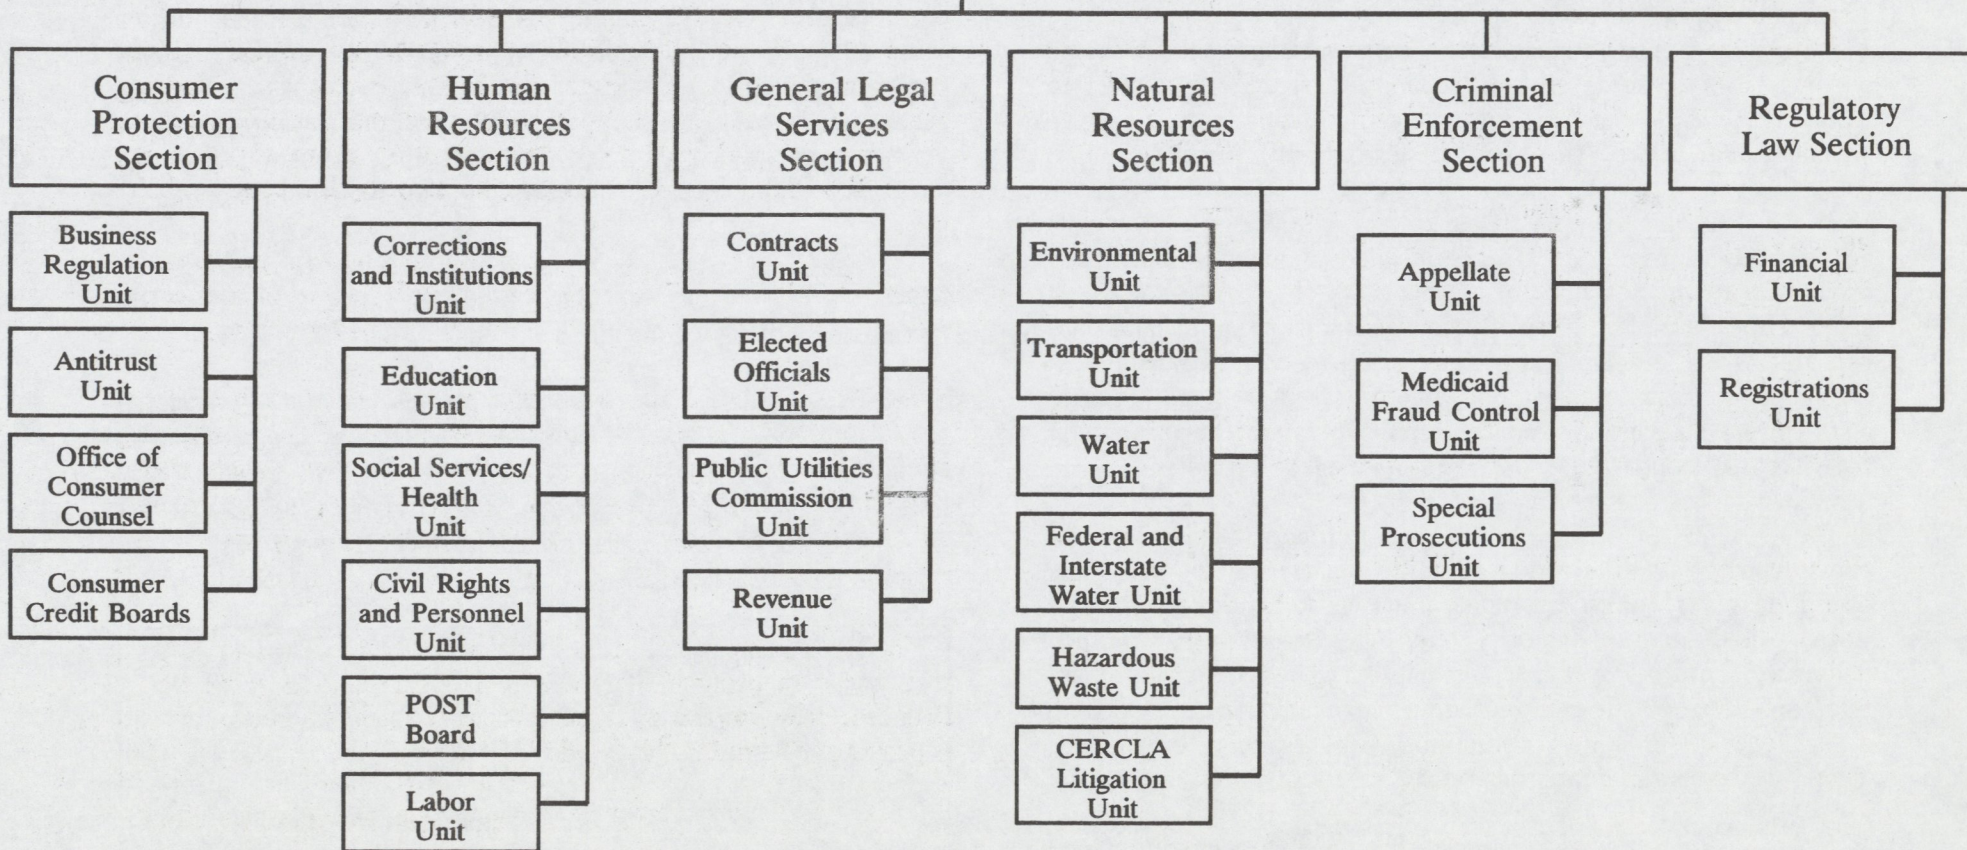 Consumer
Protection
Section
Business
Regulation
Unit
Antitrust
Unit
Office of
Consumer
Counsel
Consumer
Credit Boards
Human
Resources
Section
Corrections
and Institutions
Unit
Education
Unit
Social Services/
Health
Unit
Civil Rights
and Personnel
Unit
POST
Board
Labor
Unit
General Legal
Services
Section
Contracts
Unit
Elected
Officials
Unit
Public Utilities
Commission
Unit
Revenue
Unit
Natural
Resources
Section
Environmental
Unit
Transportation
Unit
Water
Unit
Federal and
Interstate
Water Unit
Hazardous
Waste Unit
CERCLA
Litigation
Unit
Criminal
Enforcement
Section
Appellate
Unit
Medicaid
Fraud Control
Unit
Special
Prosecutions
Unit
Regulatory
Law Section
Financial
Unit
Registrations
Unit